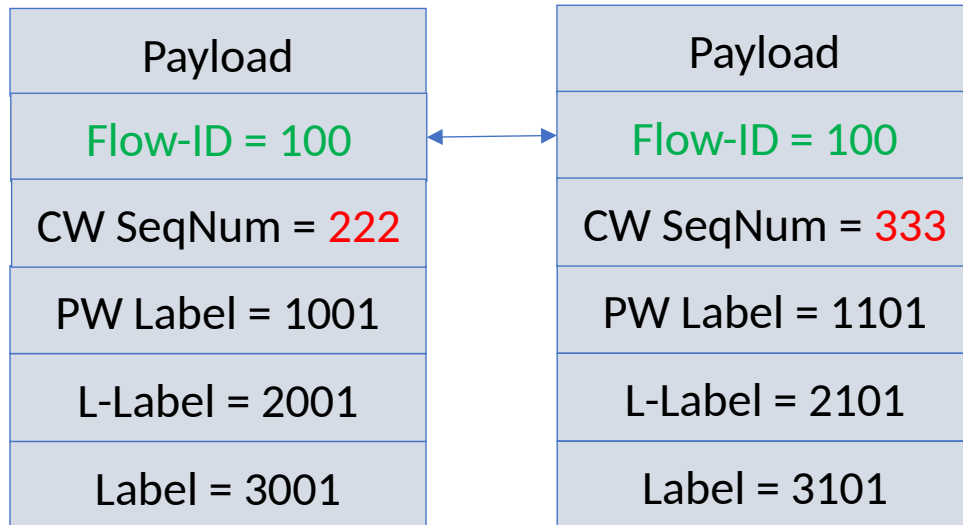 Payload
Flow-ID = 100
CW SeqNum = 222
PW Label = 1001
L-Label = 2001
Label = 3001
Payload
Flow-ID = 100
CW SeqNum = 333
PW Label = 1101
L-Label = 2101
Label = 3101